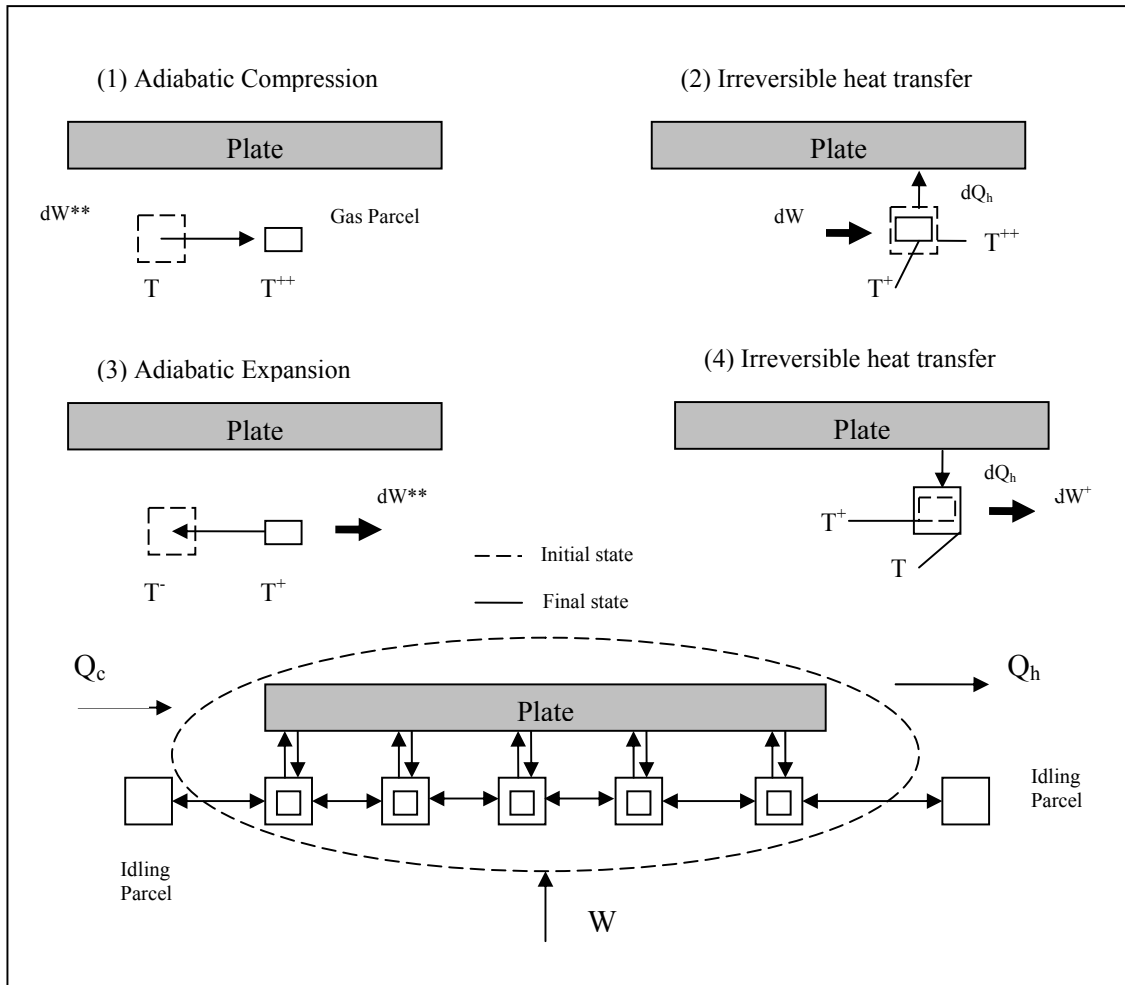 (1) Adiabatic Compression
Plate
dW**
Gas Parcel
T
T⁺⁺
(2) Irreversible heat transfer
Plate
dQₕ
dW
T⁺⁺
T⁺
(3) Adiabatic Expansion
Plate
dW**
T⁻
T⁺
(4) Irreversible heat transfer
Plate
dQₕ
dW⁺
T⁺
T
Initial state
Final state
Q꜀
Qₕ
Plate
Idling
Parcel
Idling
Parcel
W